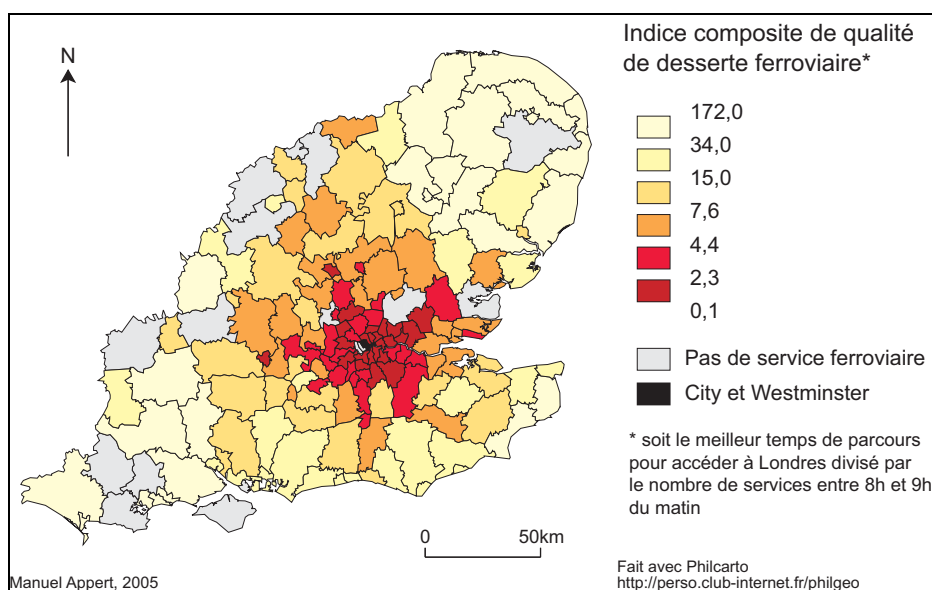 Indice composite de qualité
de desserte ferroviaire*
N
172,0
34,0
15,0
7,6
4,4
2,3
0,1
Pas de service ferroviaire
City et Westminster
* soit le meilleur temps de parcours
pour accéder à Londres divisé par
le nombre de services entre 8h et 9h
du matin
0 50km
Manuel Appert, 2005
Fait avec Philcarto
http://perso.club-internet.fr/philgeo